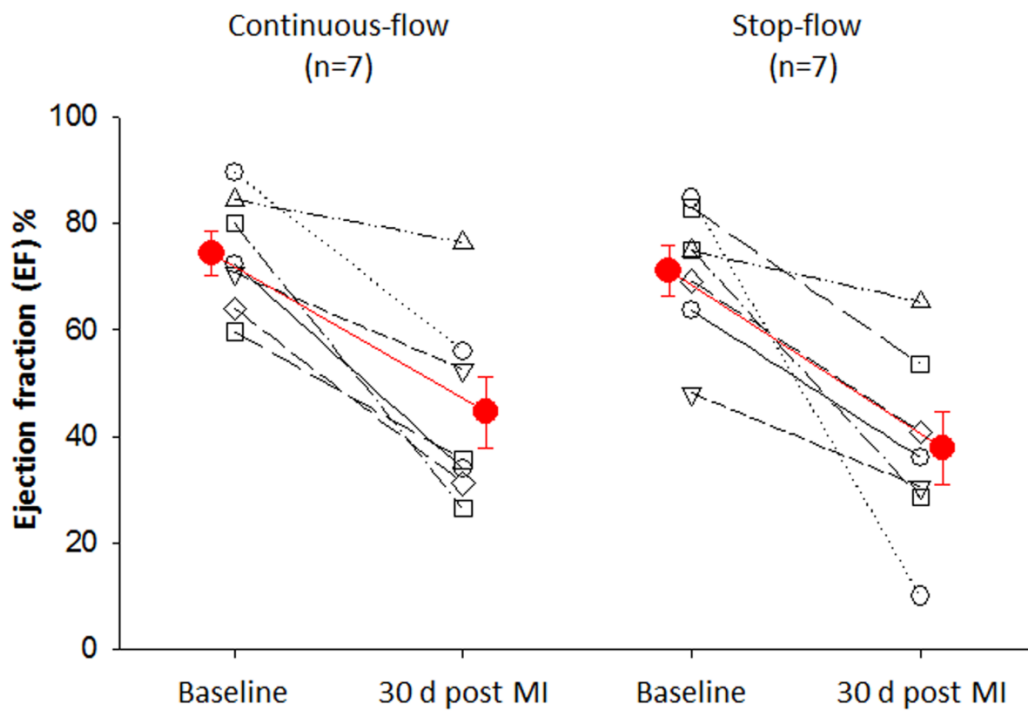 Continuous-flow
(n=7)
Stop-flow
(n=7)
Ejection fraction (EF) %
100
80
60
40
20
0
Baseline
30 d post MI
Baseline
30 d post MI